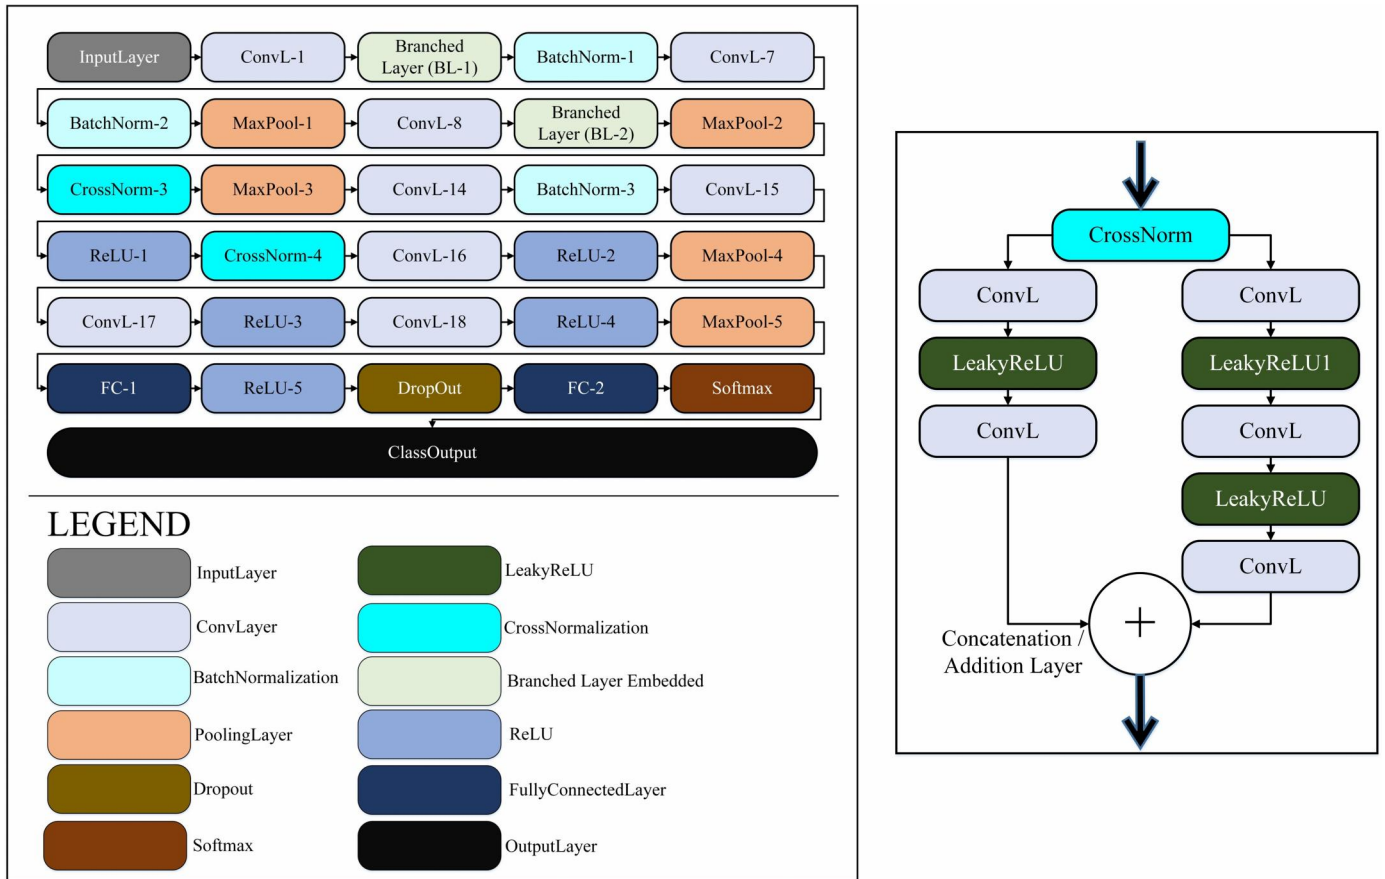 InputLayer
ConvL-1
Branched
Layer (BL-1)
BatchNorm-1
ConvL-7
BatchNorm-2
MaxPool-1
ConvL-8
Branched
Layer (BL-2)
MaxPool-2
CrossNorm-3
MaxPool-3
ConvL-14
BatchNorm-3
ConvL-15
ReLU-1
CrossNorm-4
ConvL-16
ReLU-2
MaxPool-4
ConvL-17
ReLU-3
ConvL-18
ReLU-4
MaxPool-5
FC-1
ReLU-5
DropOut
FC-2
Softmax
ClassOutput
LEGEND
InputLayer
LeakyReLU
ConvLayer
CrossNormalization
BatchNormalization
Branched Layer Embedded
PoolingLayer
ReLU
Dropout
FullyConnectedLayer
Softmax
OutputLayer
CrossNorm
ConvL
ConvL
LeakyReLU
LeakyReLU1
ConvL
ConvL
LeakyReLU
ConvL
+
Concatenation /
Addition Layer